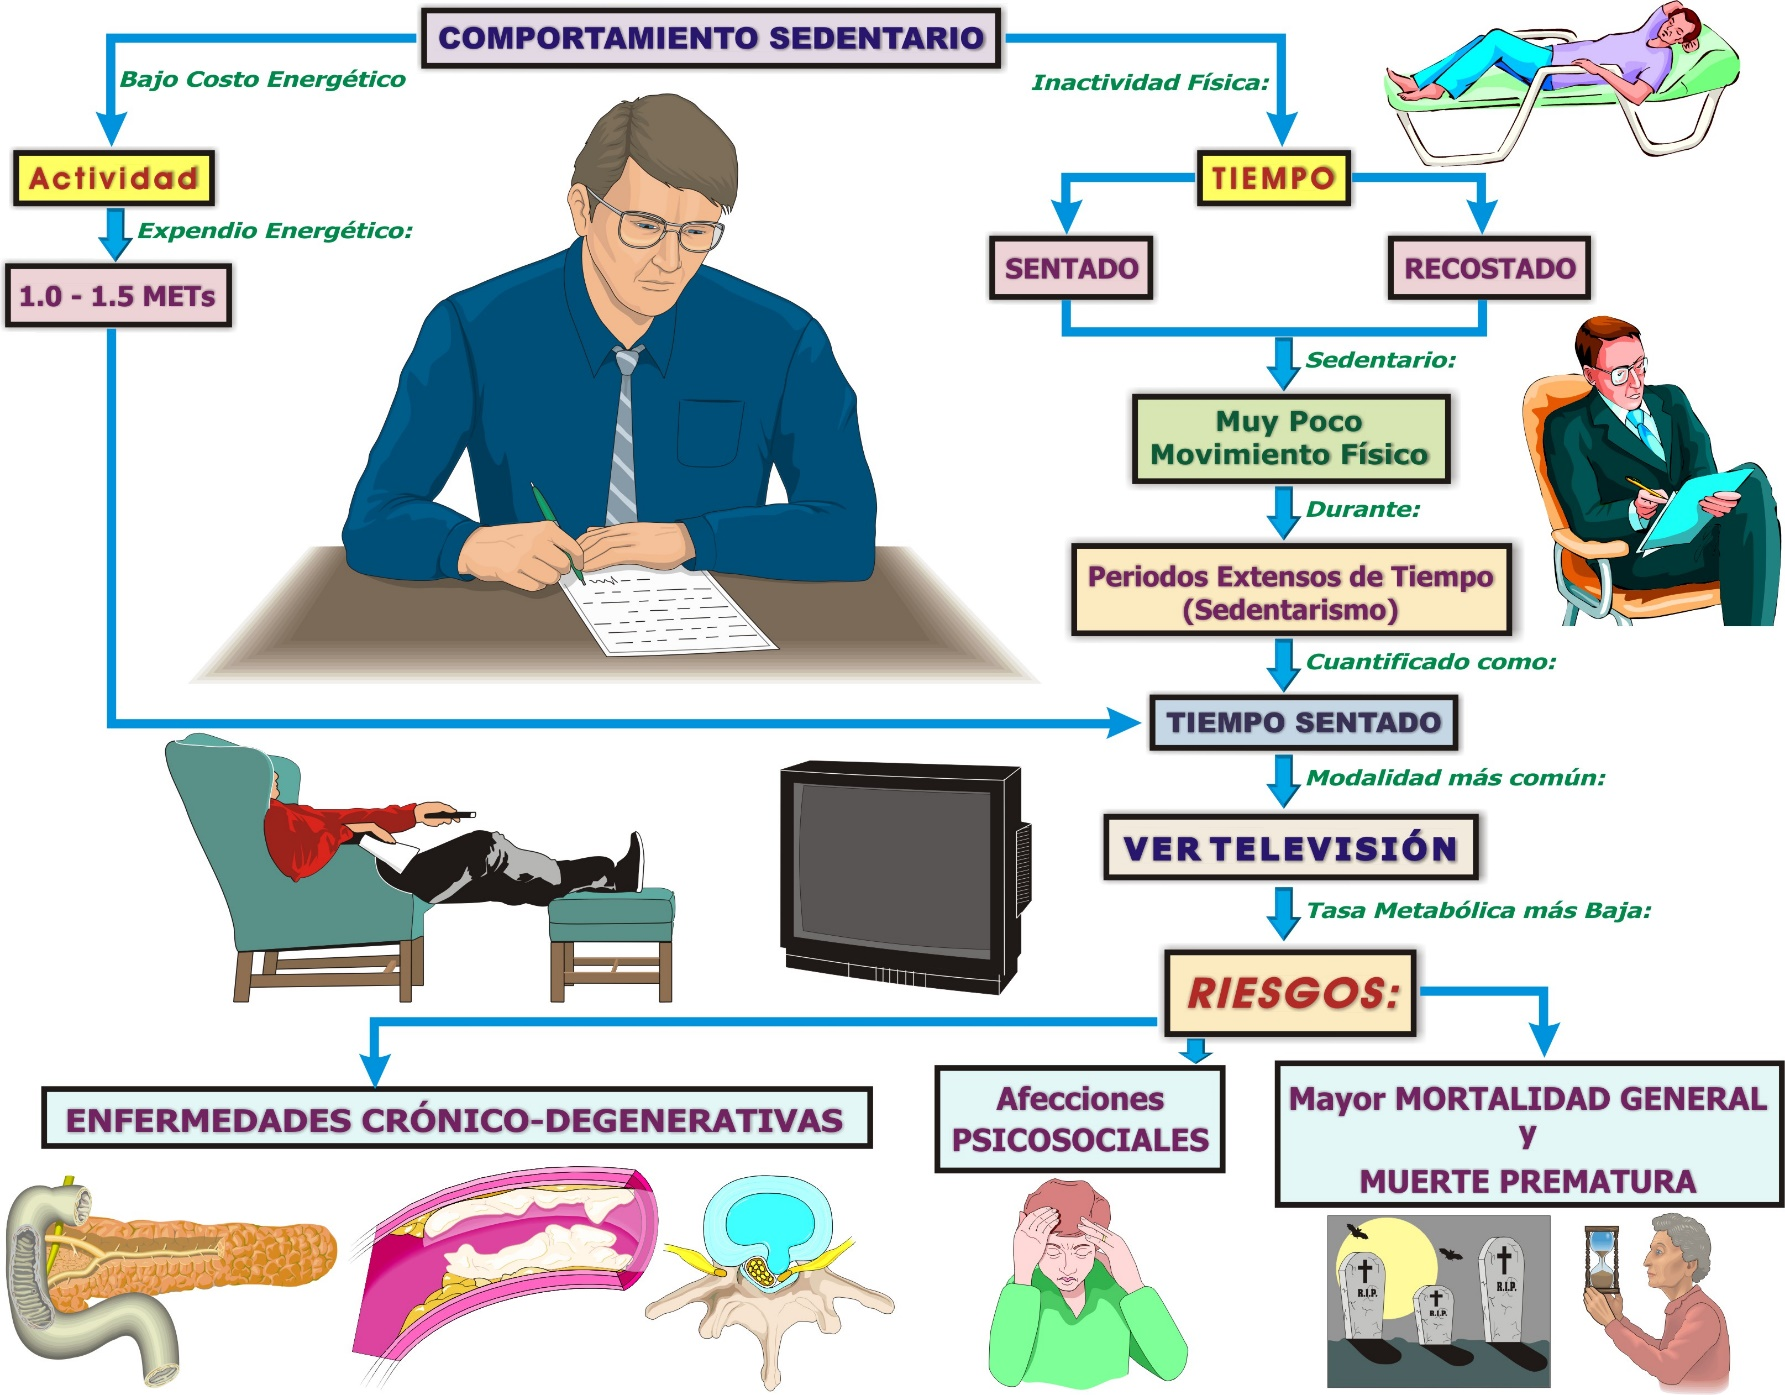 COMPORTAMIENTO SEDENTARIO
Bajo Costo Energético
Inactividad Física:
Actividad
TIEMPO
Expendio Energético:
1.0 - 1.5 METs
SENTADO
RECOSTADO
Sedentario:
Muy Poco
Movimiento Físico
Durante:
Periodos Extensos de Tiempo
(Sedentarismo)
Cuantificado como:
TIEMPO SENTADO
Modalidad más común:
VER TELEVISIÓN
Tasa Metabólica más Baja:
RIESGOS:
ENFERMEDADES CRÓNICO-DEGENERATIVAS
Afecciones
PSICOSOCIALES
Mayor MORTALIDAD GENERAL
y
MUERTE PREMATURA
R.I.P.
R.I.P.
R.I.P.